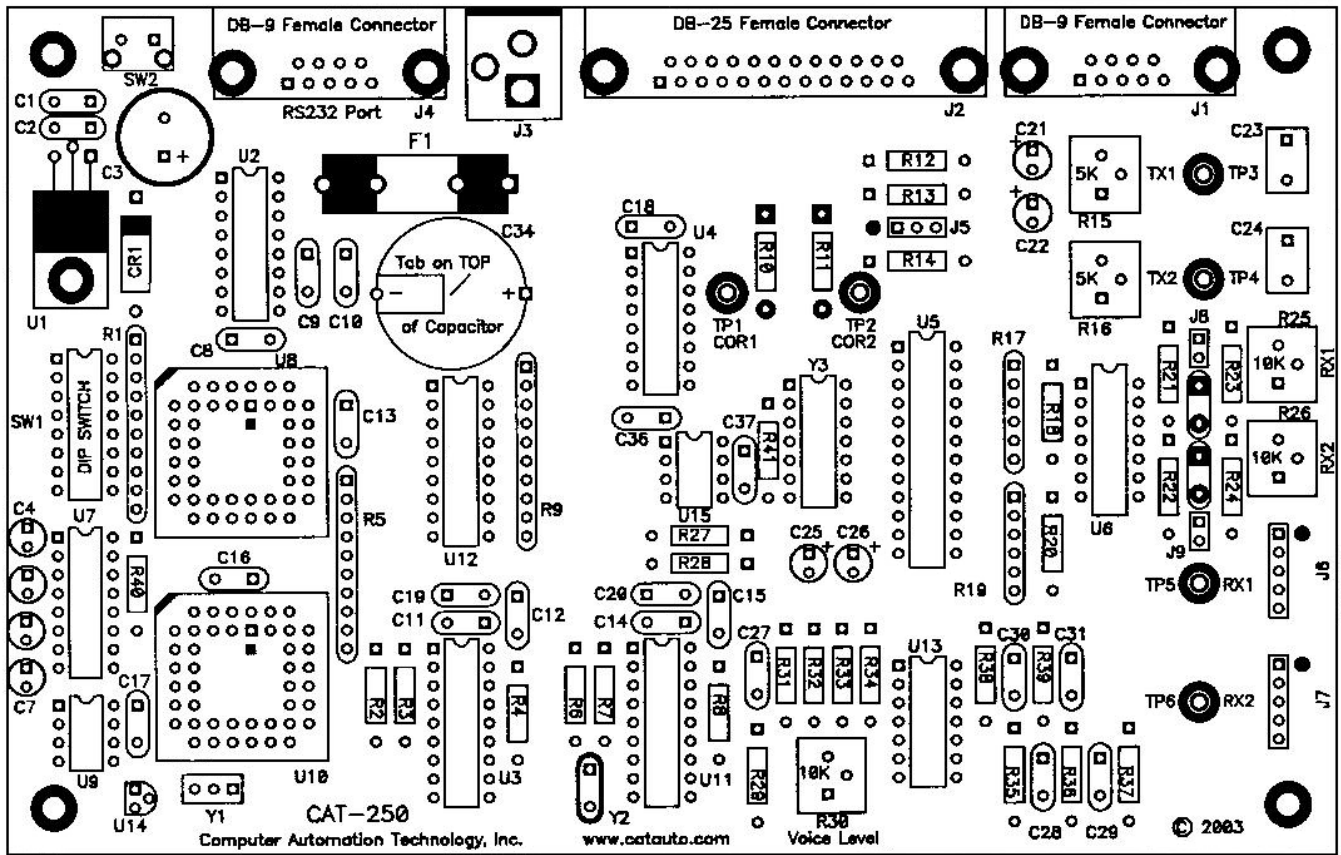 DB-9 Female Connector
DB-25 Female Connector
DB-9 Female Connector
SW2
RS232 Port
J4
J3
J2
J1
C1
C2
C3
+
U2
F1
C18
U4
R12
R13
J5
R14
C21
+
+
C22
5K
R15
TX1
TP3
C23
C24
5K
R16
TX2
TP4
U1
CR1
C9
C10
C34
Tab on TOP
-
+
of Capacitor
R10
R11
TP1
COR1
TP2
COR2
U5
R17
J8
R25
R1
C8
U8
Y3
R21
R23
10K
RX1
SW1
DIP SWITCH
C13
C36
C37
R41
R18
R26
10K
RX2
R22
R24
U6
J9
C4
U7
R5
R9
U12
U15
R27
R28
C25
+
C26
+
R19
R20
TP5
RX1
J6
R40
C16
C19
C11
C12
C20
C14
C15
C27
R31
R32
R33
R34
U13
R38
C30
R39
C31
C7
C17
R2
R3
R4
R6
R7
R8
TP6
RX2
J7
U9
U10
U3
U11
R29
10K
R35
R36
R37
U14
Y1
CAT-250
Y2
R30
C28
C29
© 2003
Computer Automation Technology, Inc.
www.catauto.com
Voice Level